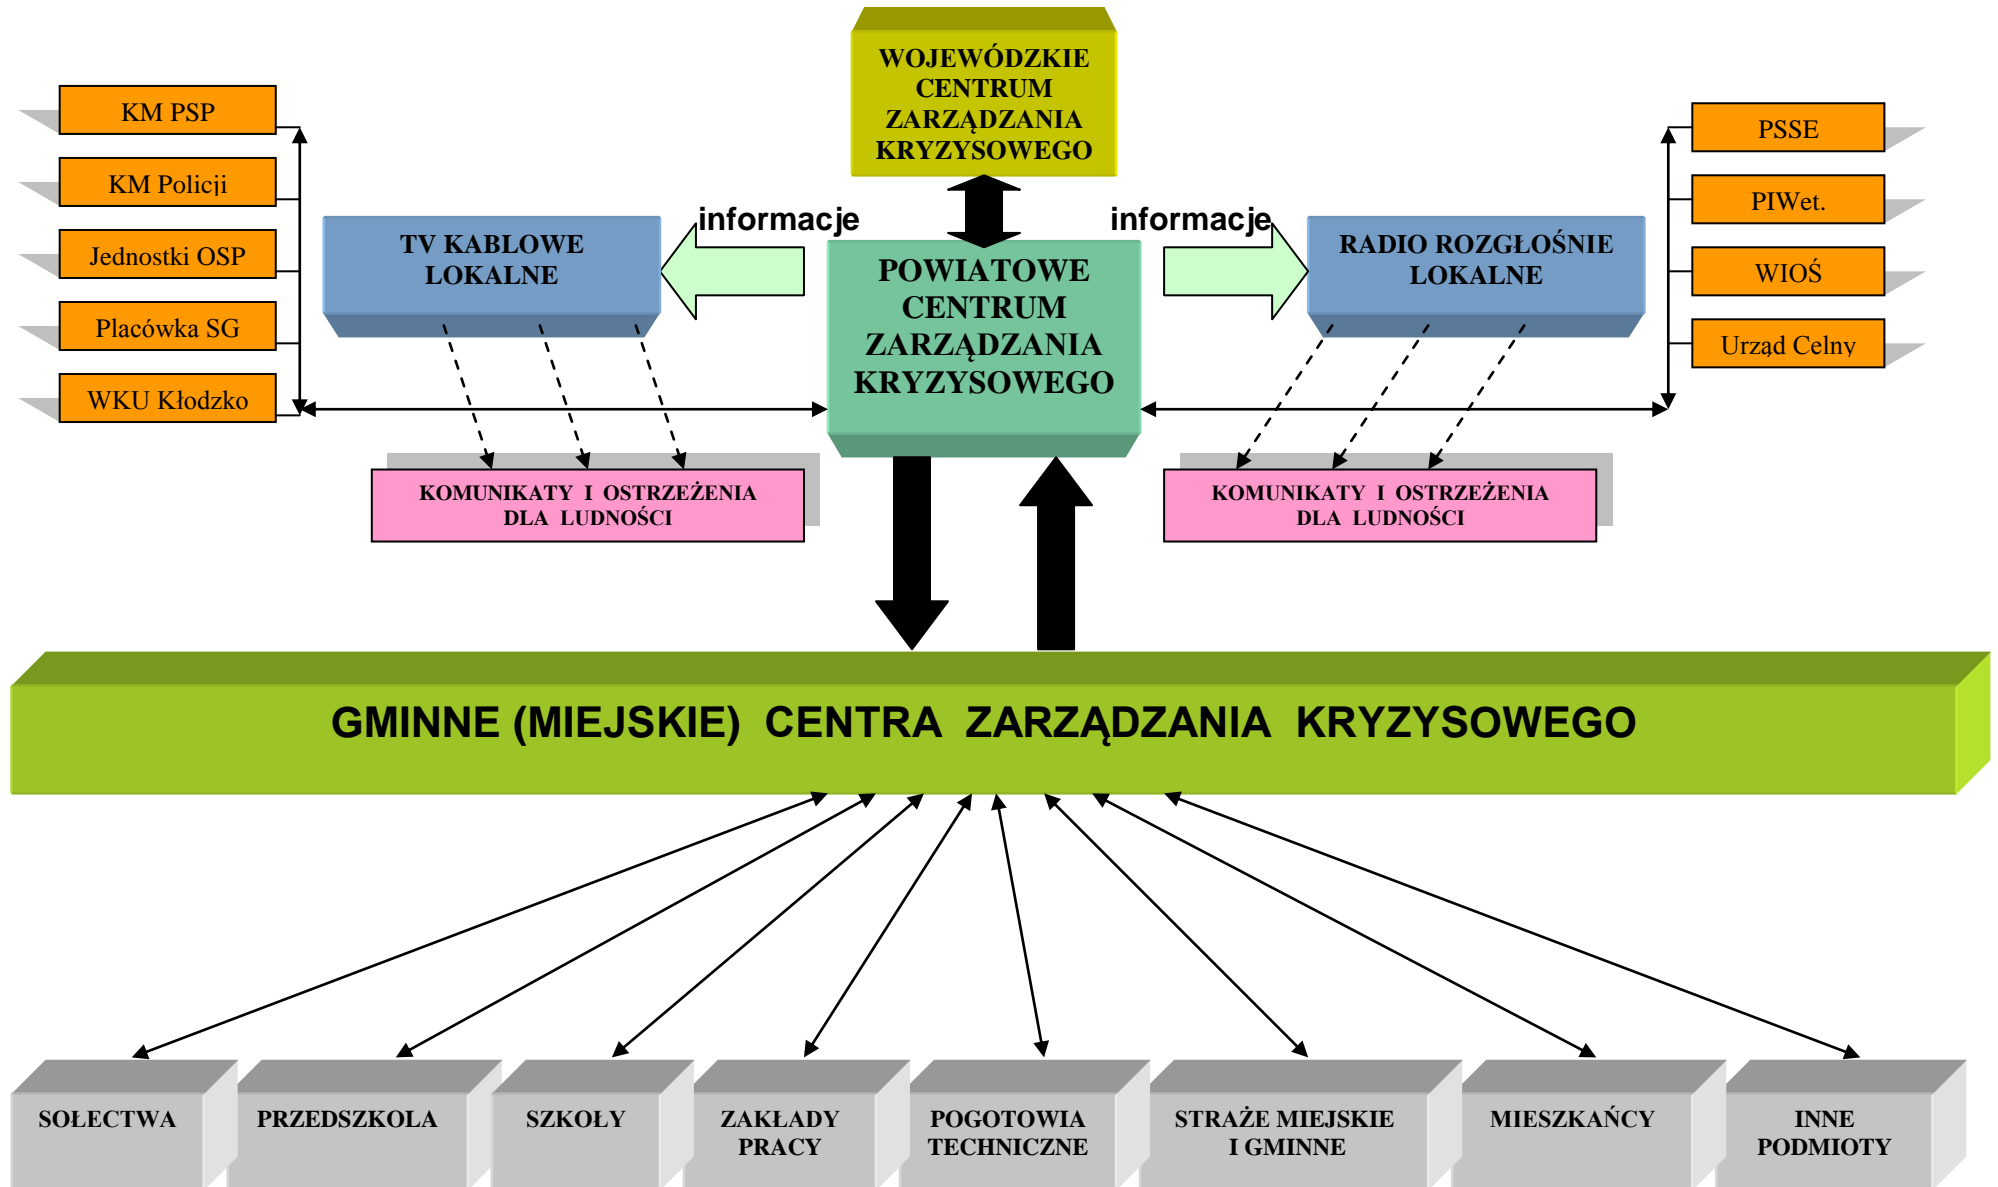 WOJEWÓDZKIE
CENTRUM
ZARZĄDZANIA
KRYZYSOWEGO
KM PSP
KM Policji
Jednostki OSP
Placówka SG
WKU Kłodzko
TV KABLOWE
LOKALNE
informacje
POWIATOWE
CENTRUM
ZARZĄDZANIA
KRYZYSOWEGO
informacje
RADIO ROZGŁOŚNIE
LOKALNE
PSSE
PIWet.
WIOŚ
Urząd Celny
KOMUNIKATY I OSTRZEŻENIA
DLA LUDNOŚCI
KOMUNIKATY I OSTRZEŻENIA
DLA LUDNOŚCI
GMINNE (MIEJSKIE) CENTRA ZARZĄDZANIA KRYZYSOWEGO
SOŁECTWA
PRZEDSZKOLA
SZKOŁY
ZAKŁADY
PRACY
POGOTOWIA
TECHNICZNE
STRAŻE MIEJSKIE
I GMINNE
MIESZKAŃCY
INNE
PODMIOTY